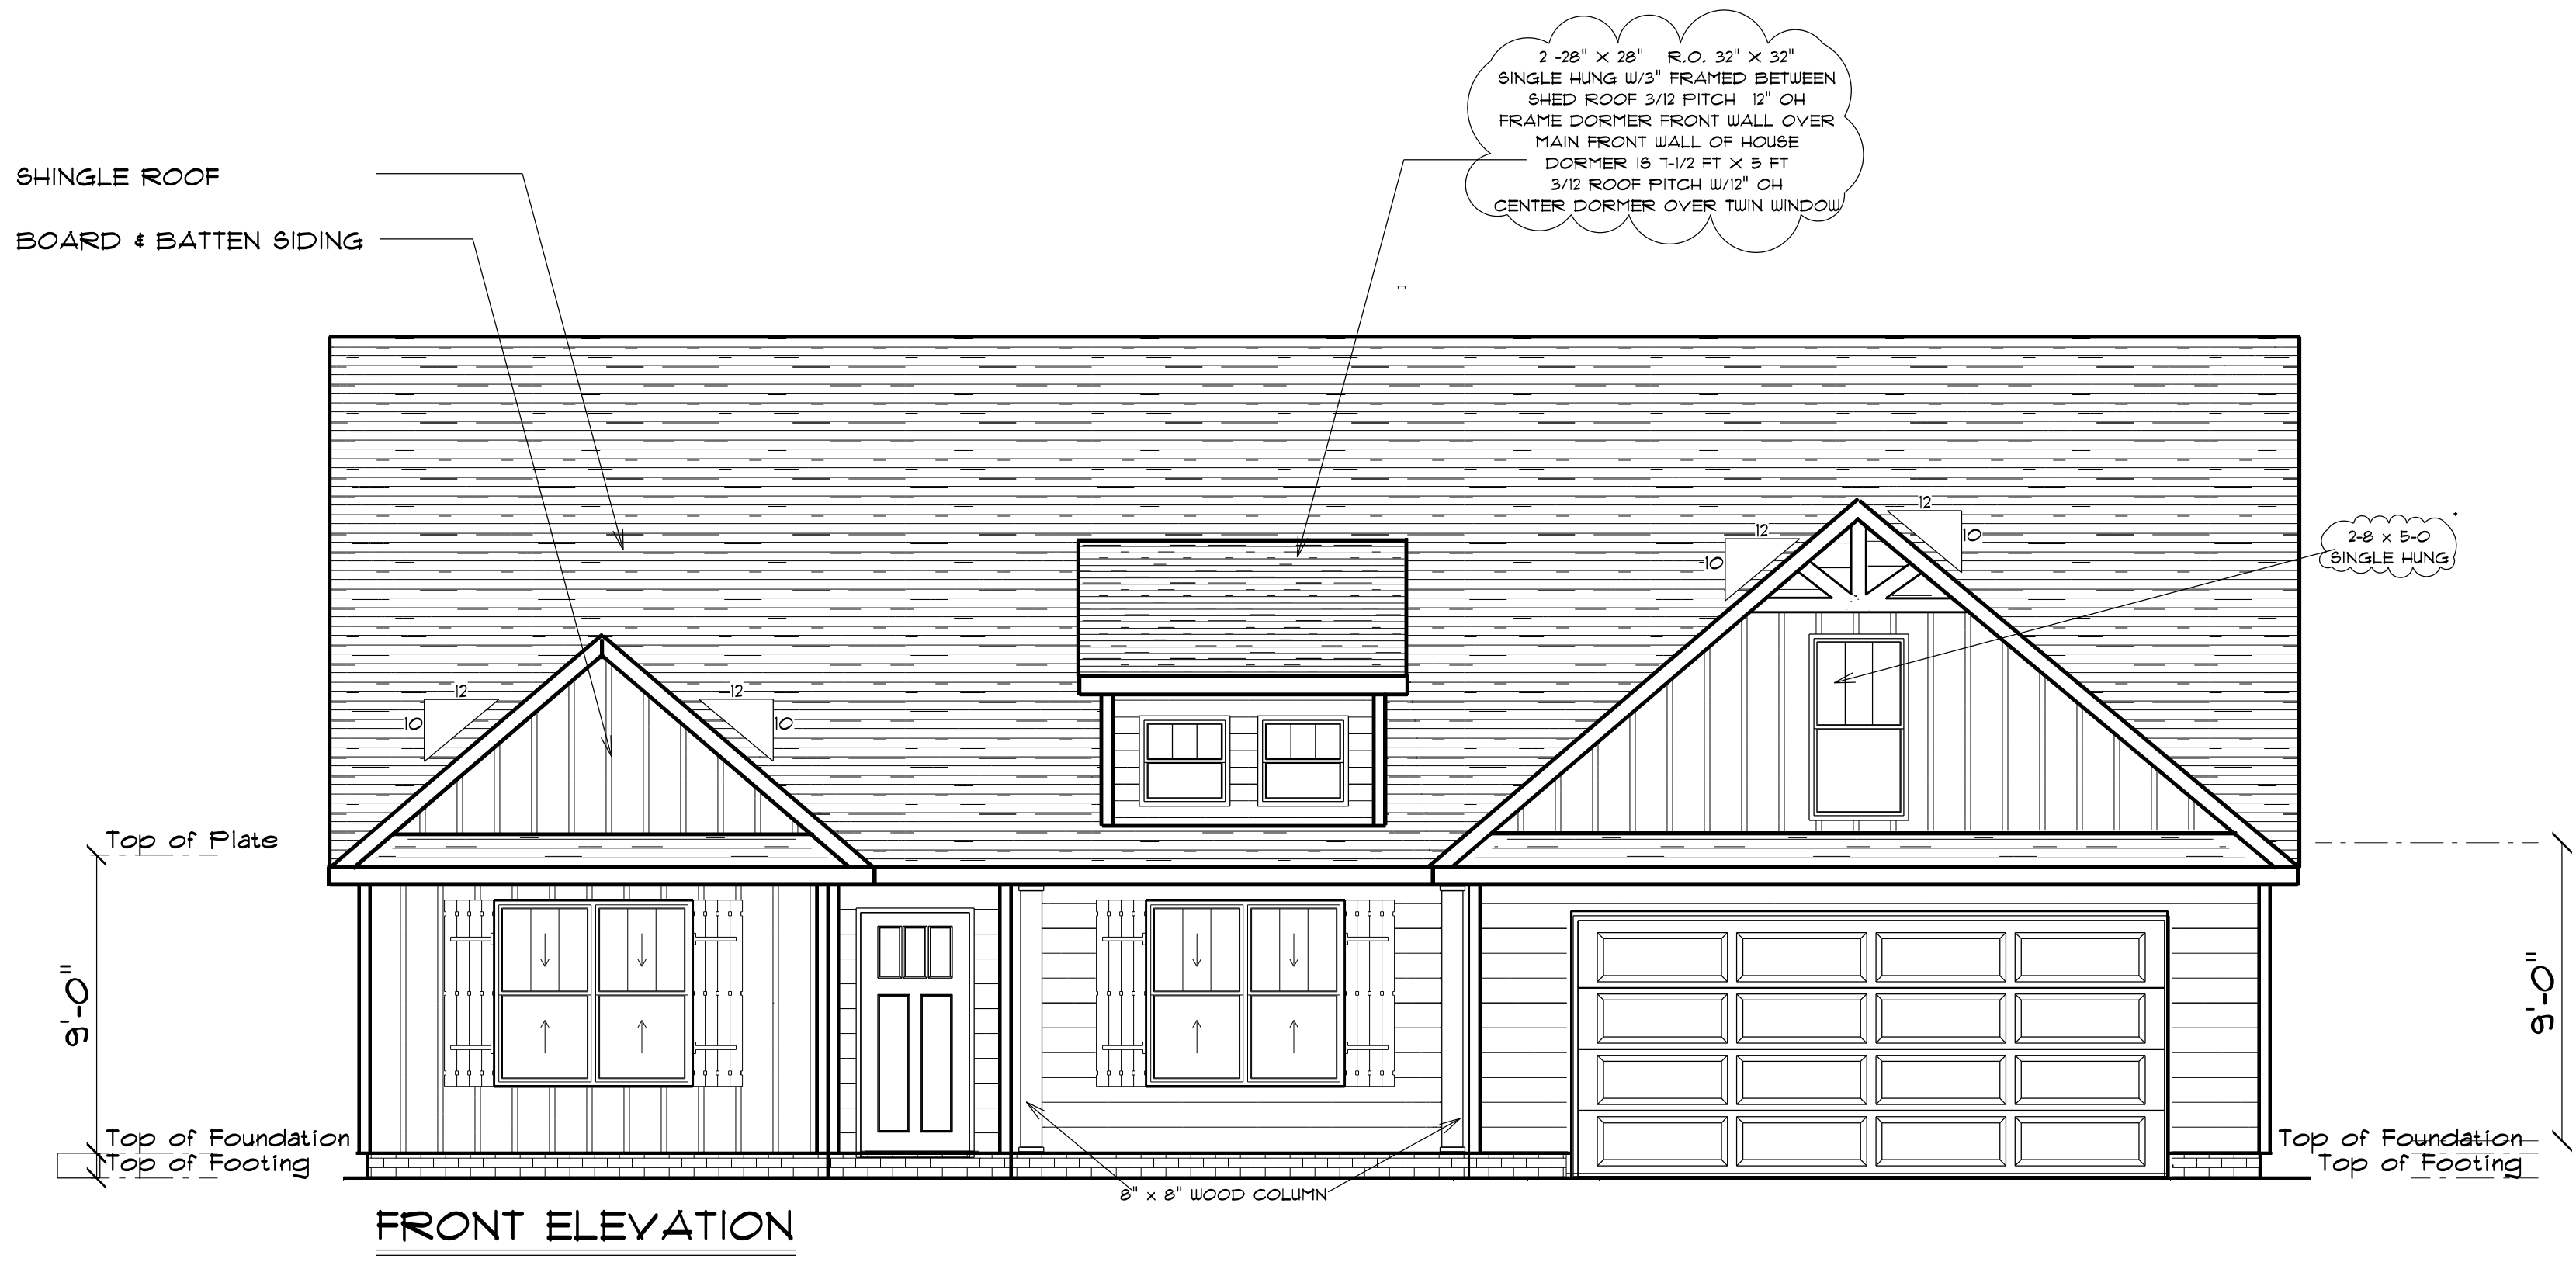 2 -28" X 28" R.O. 32" X 32"
SINGLE HUNG W/3" FRAMED BETWEEN
SHED ROOF 3/12 PITCH 12" OH
FRAME DORMER FRONT WALL OVER
MAIN FRONT WALL OF HOUSE
DORMER IS 7-1/2 FT X 5 FT
3/12 ROOF PITCH W/12" OH
CENTER DORMER OVER TWIN WINDOW
SHINGLE ROOF
BOARD & BATTEN SIDING
12
10
12
10
2-8 x 5-0
SINGLE HUNG
12
10
12
10
Top of Plate
9'-0"
9'-0"
Top of Foundation
Top of Footing
Top of Foundation
Top of Footing
8" x 8" WOOD COLUMN
FRONT ELEVATION